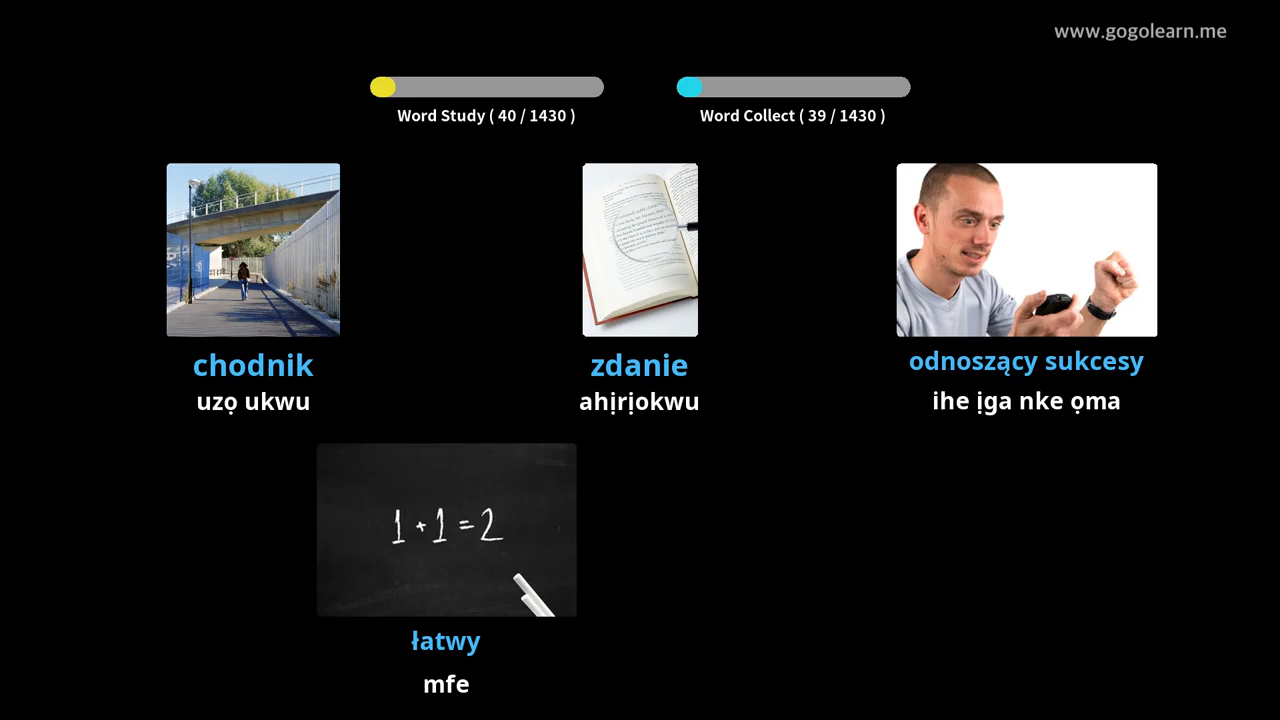 www.gogolearn.me
Word Study ( 40 / 1430 )
Word Collect ( 39 / 1430 )
chodnik
uzọ ukwu
zdanie
ahịrịokwu
odnoszący sukcesy
ihe ịga nke ọma
1 + 1 = 2
łatwy
mfe